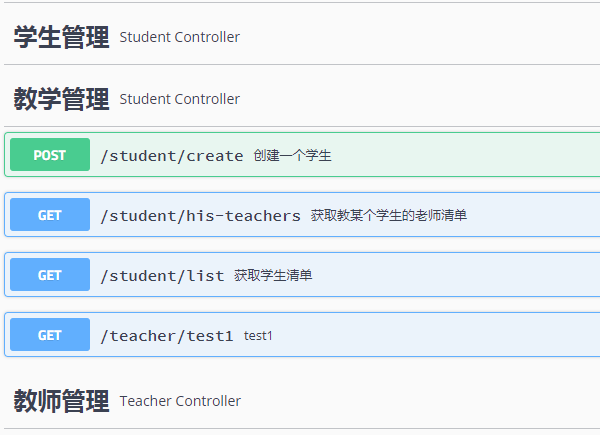 学生管理 Student Controller
教学管理 Student Controller
POST /student/create 创建一个学生
GET /student/his-teachers 获取教某个学生的老师清单
GET /student/list 获取学生清单
GET /teacher/test1 test1
教师管理 Teacher Controller